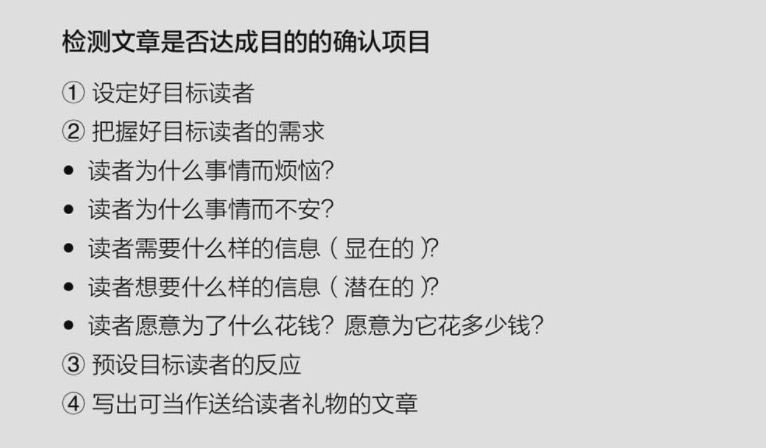 检测文章是否达成目的的确认项目
① 设定好目标读者
② 把握好目标读者的需求
• 读者为什么事情而烦恼？
• 读者为什么事情而不安？
• 读者需要什么样的信息（显在的）？
• 读者想要什么样的信息（潜在的）？
• 读者愿意为了什么花钱？愿意为它花多少钱？
③ 预设目标读者的反应
④ 写出可当作送给读者礼物的文章